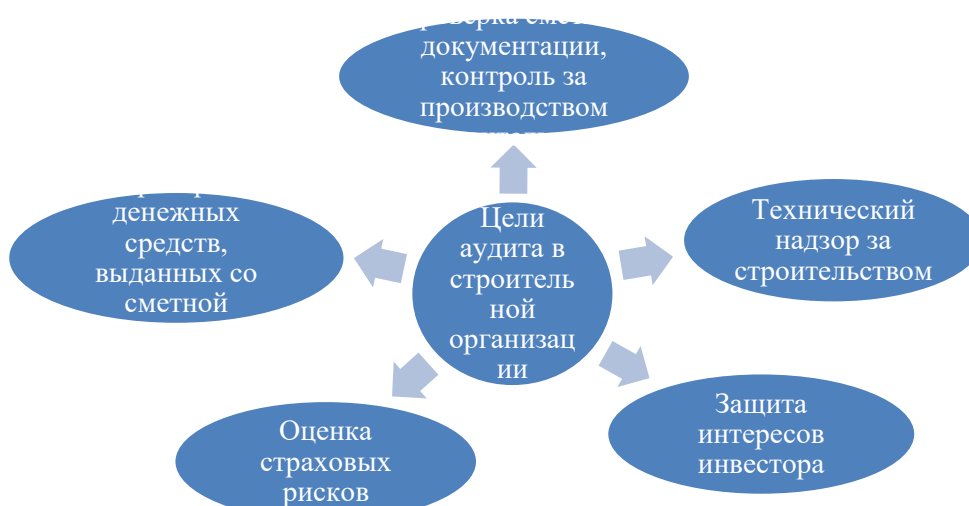 сметной
документации,
контроль за
производством
денежных
средств,
выданных со
сметной
Цели
аудита в
строитель
ной
организац
ии
Технический
надзор за
строительством
Оценка
страховых
рисков
Защита
интересов
инвестора